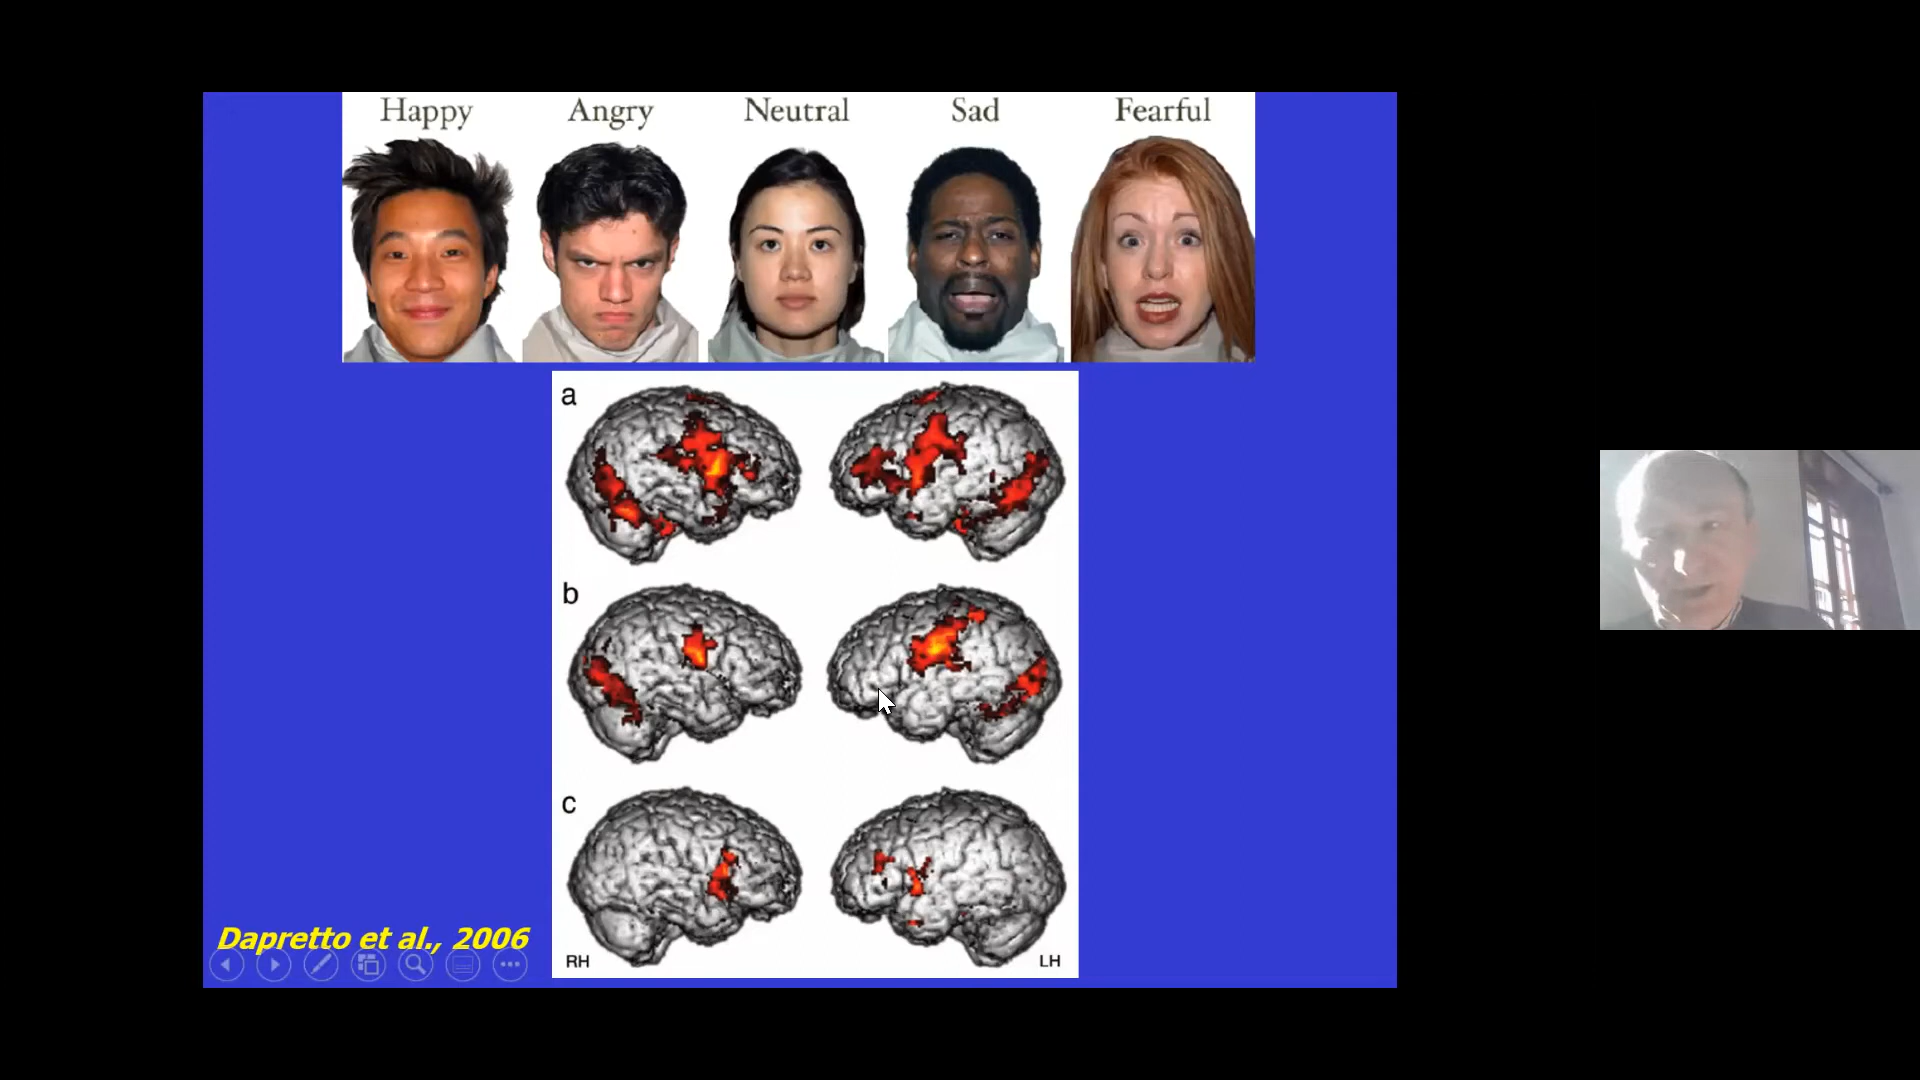 Happy Angry Neutral Sad Fearful
a
b
c
RH LH
Dapretto et al., 2006